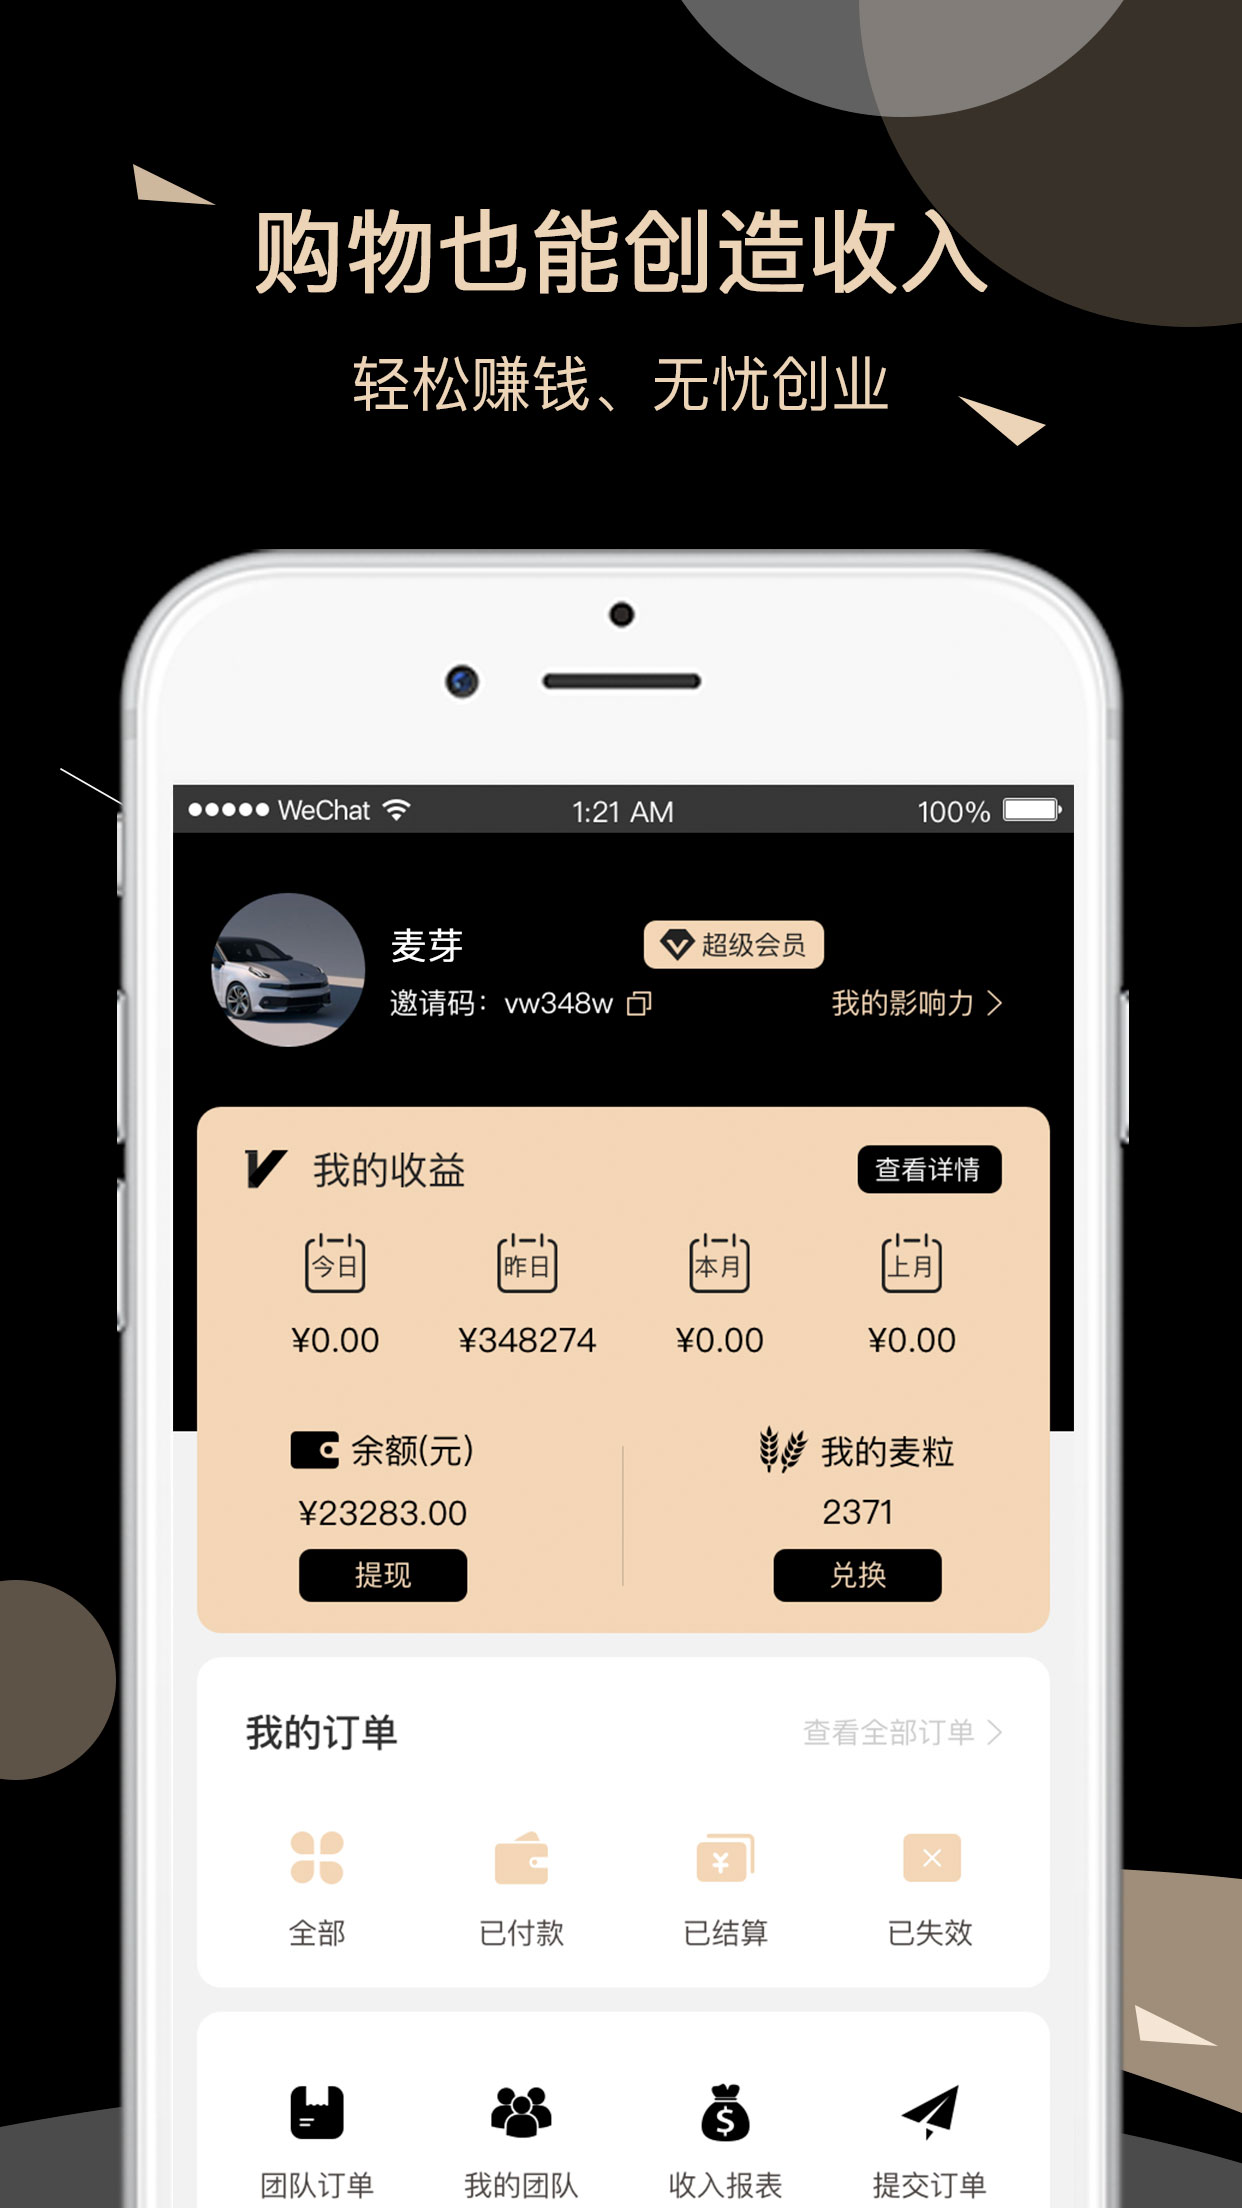 购物也能创造收入
轻松赚钱、无忧创业
WeChat 1:21 AM 100%
麦芽 超级会员
邀请码：vw348w 我的影响力
我的收益 查看详情
今日 昨日 本月 上月
¥0.00 ¥348274 ¥0.00 ¥0.00
余额(元) 我的麦粒
¥23283.00 2371
提现 兑换
我的订单 查看全部订单
全部 已付款 已结算 已失效
团队订单 我的团队 收入报表 提交订单